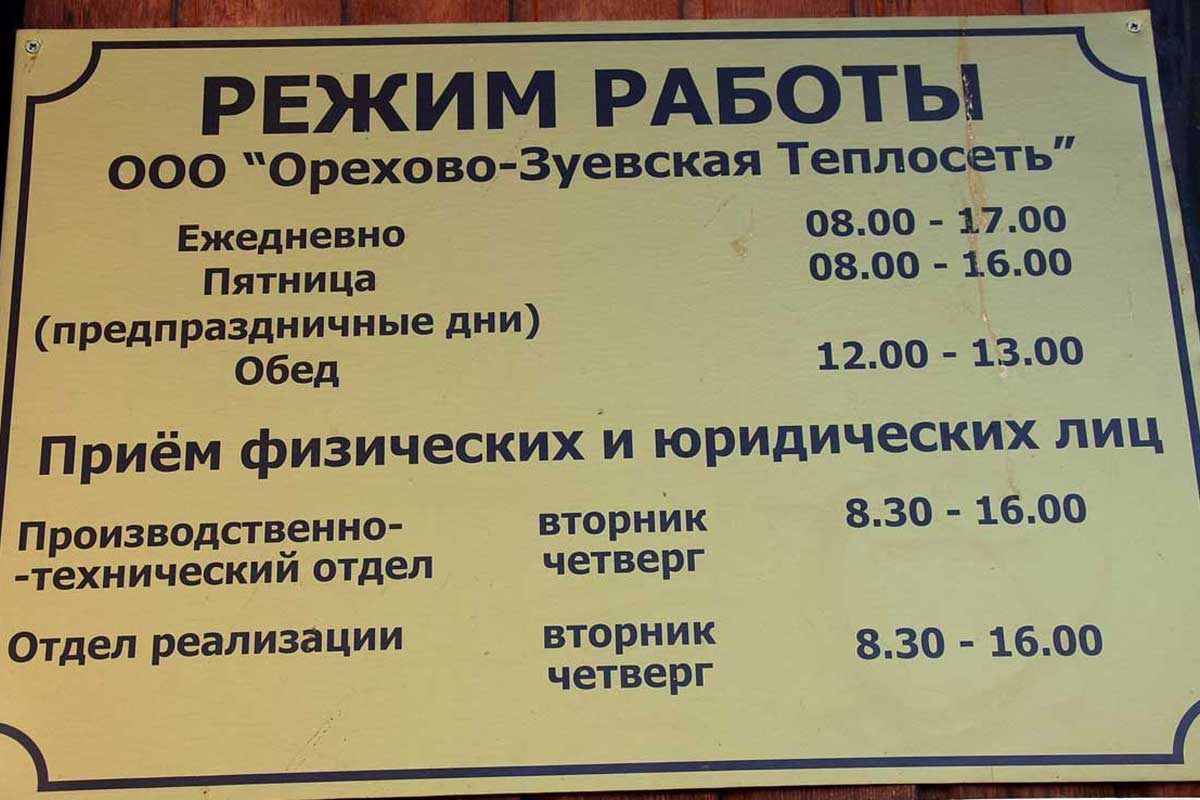 РЕЖИМ РАБОТЫ
ООО “Орехово-Зуевская Теплосеть”
Ежедневно 08.00 - 17.00
Пятница 08.00 - 16.00
(предпраздничные дни)
Обед 12.00 - 13.00
Приём физических и юридических лиц
Производственно- вторник 8.30 - 16.00
-технический отдел четверг
Отдел реализации вторник 8.30 - 16.00
четверг